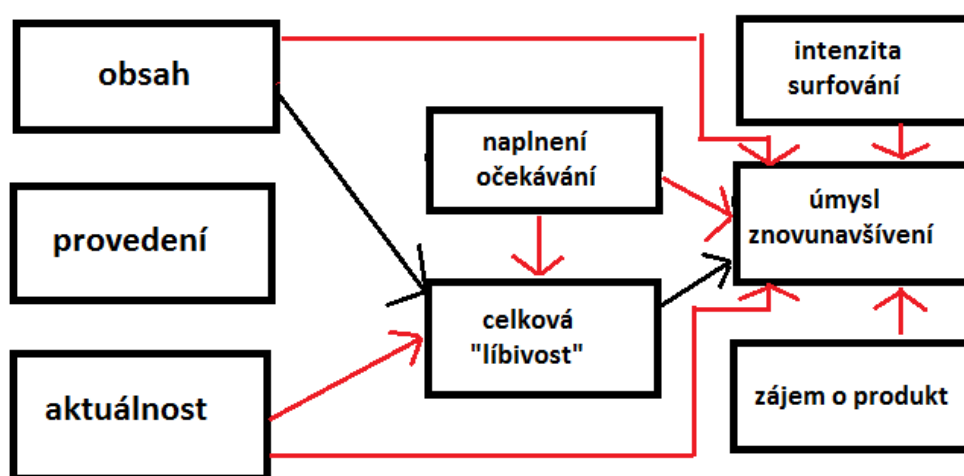 obsah
provedení
aktuálnost
naplnení
očekávání
celková
"líbivost"
intenzita
surfování
úmysl
znovunavšívení
zájem o produkt